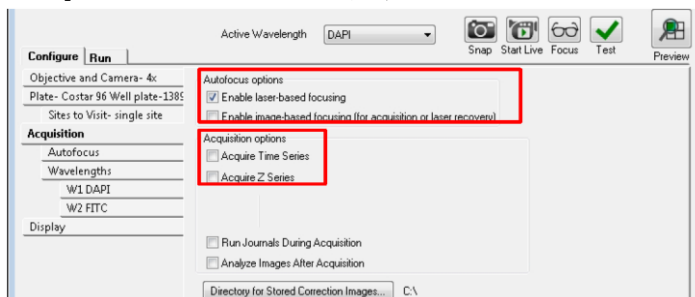 Active Wavelength DAPI
Snap Start Live Focus Test Preview
Configure Run
Objective and Camera- 4x
Plate- Costar 96 Well plate-1389
Sites to Visit- single site
Acquisition
Autofocus
Wavelengths
W1 DAPI
W2 FITC
Display
Autofocus options
Enable laser-based focusing
Enable image-based focusing (for acquisition or laser recovery)
Acquisition options
Acquire Time Series
Acquire Z Series
Run Journals During Acquisition
Analyze Images After Acquisition
Directory for Stored Correction Images... C:\